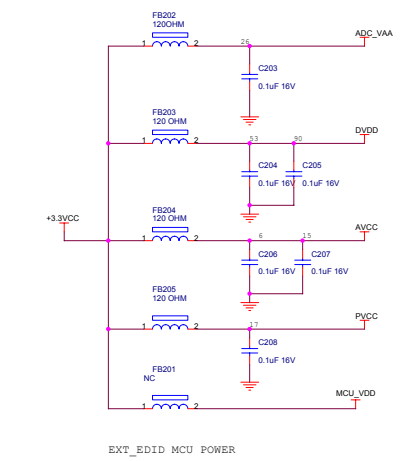 FB202
120OHM
ADC_VAA
1
2
26
C203
0.1uF 16V
FB203
120 OHM
DVDD
1
2
53
90
C204
C205
0.1uF 16V
0.1uF 16V
FB204
120 OHM
+3.3VCC
AVCC
1
2
6
15
C206
C207
0.1uF 16V
0.1uF 16V
FB205
120 OHM
PVCC
1
2
17
C208
0.1uF 16V
FB201
NC
MCU_VDD
1
2
EXT_EDID MCU POWER